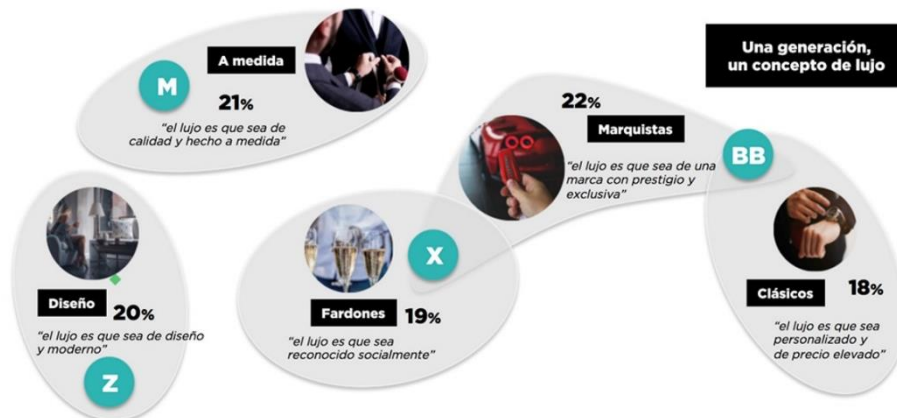 Una generación,
un concepto de lujo
A medida
M
21%
"el lujo es que sea de
calidad y hecho a medida"
22%
Marquistas
BB
"el lujo es que sea de una
marca con prestigio y
exclusiva"
Diseño
20%
"el lujo es que sea de diseño
y moderno"
Z
X
Fardones
19%
"el lujo es que sea
reconocido socialmente"
Clásicos
18%
"el lujo es que sea
personalizado y
de precio elevado"